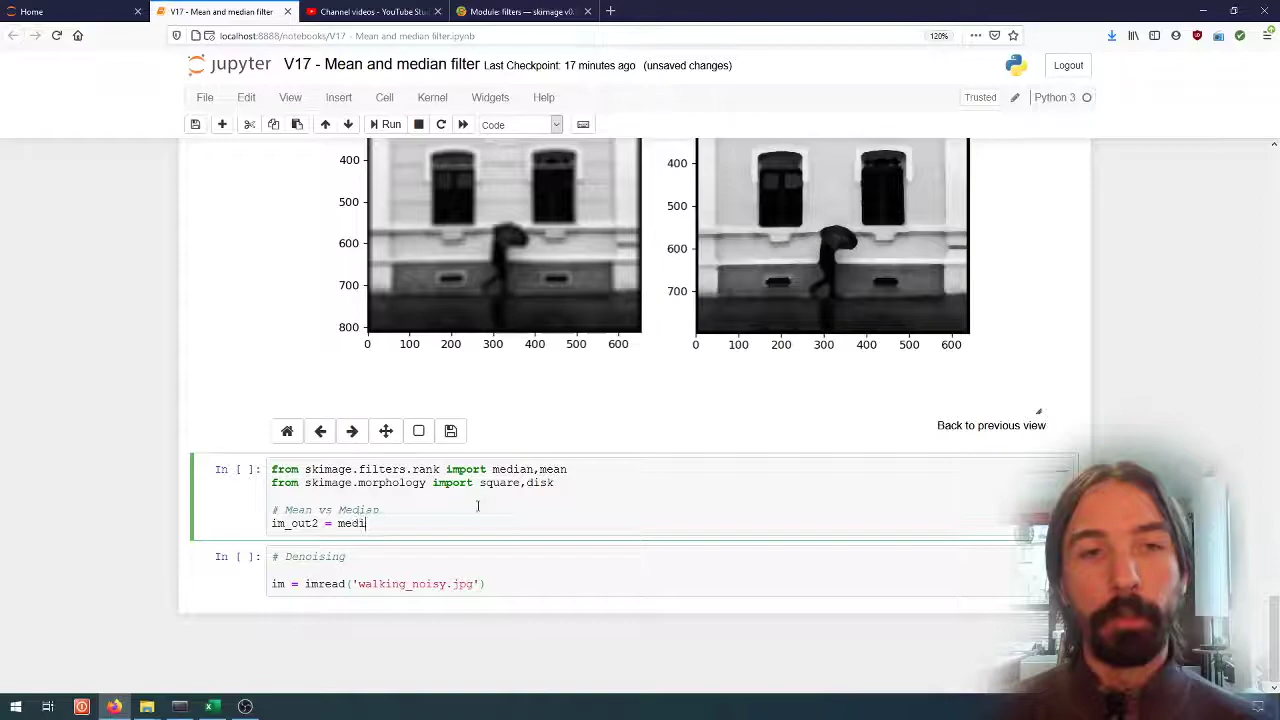 Home
V17 - Mean and median filter
Channel videos - YouTube Stud
Module: filters — skimage v0.
localhost:8888/notebooks/V17 - Mean and median filter.ipynb
120%
jupyter
V17 - Mean and median filter Last Checkpoint: 17 minutes ago (unsaved changes)
Logout
File Edit View Insert Cell Kernel Widgets Help
Trusted
Python 3
Run
Code
400
500
600
700
800
0 100 200 300 400 500 600
400
500
600
700
0 100 200 300 400 500 600
Back to previous view
In [ ]:
from skimage.filters.rank import median,mean
from skimage.morphology import square,disk
# Mean vs Median
im_out2 = medi
In [ ]:
# Denoising
im = imread('walking_noisy.jpg')